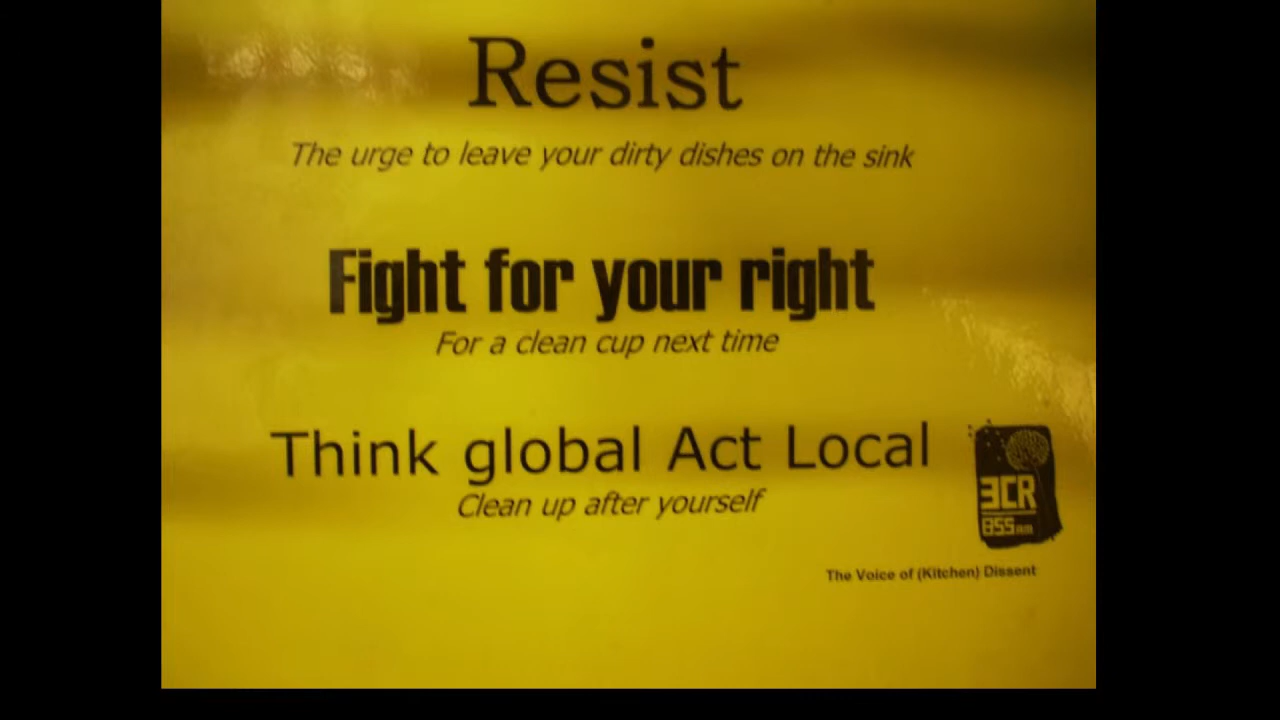 Resist
The urge to leave your dirty dishes on the sink
Fight for your right
For a clean cup next time
Think global Act Local
Clean up after yourself
3CR
855am
The Voice of (Kitchen) Dissent